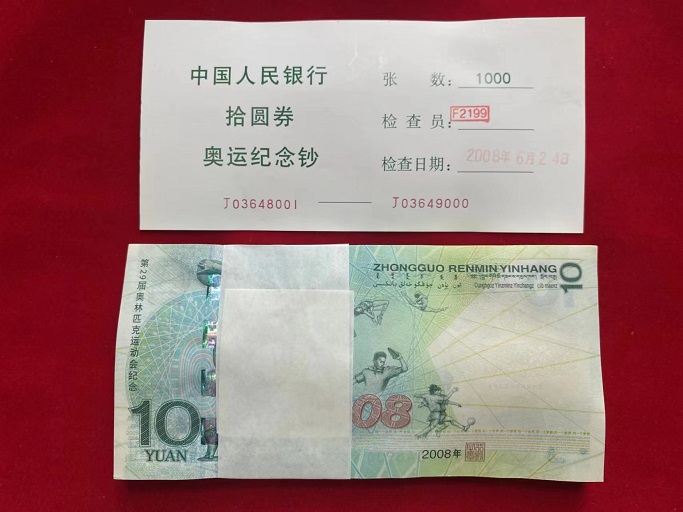 中国人民银行
拾圆券
奥运纪念钞
张 数： 1000
检 查 员： F2199
检查日期： 2008年 6月 2 4日
J03648001 —— J03649000
第29届奥林匹克运动会纪念
10
YUAN
ZHONGGUO RENMIN YINHANG
10
08
2008年